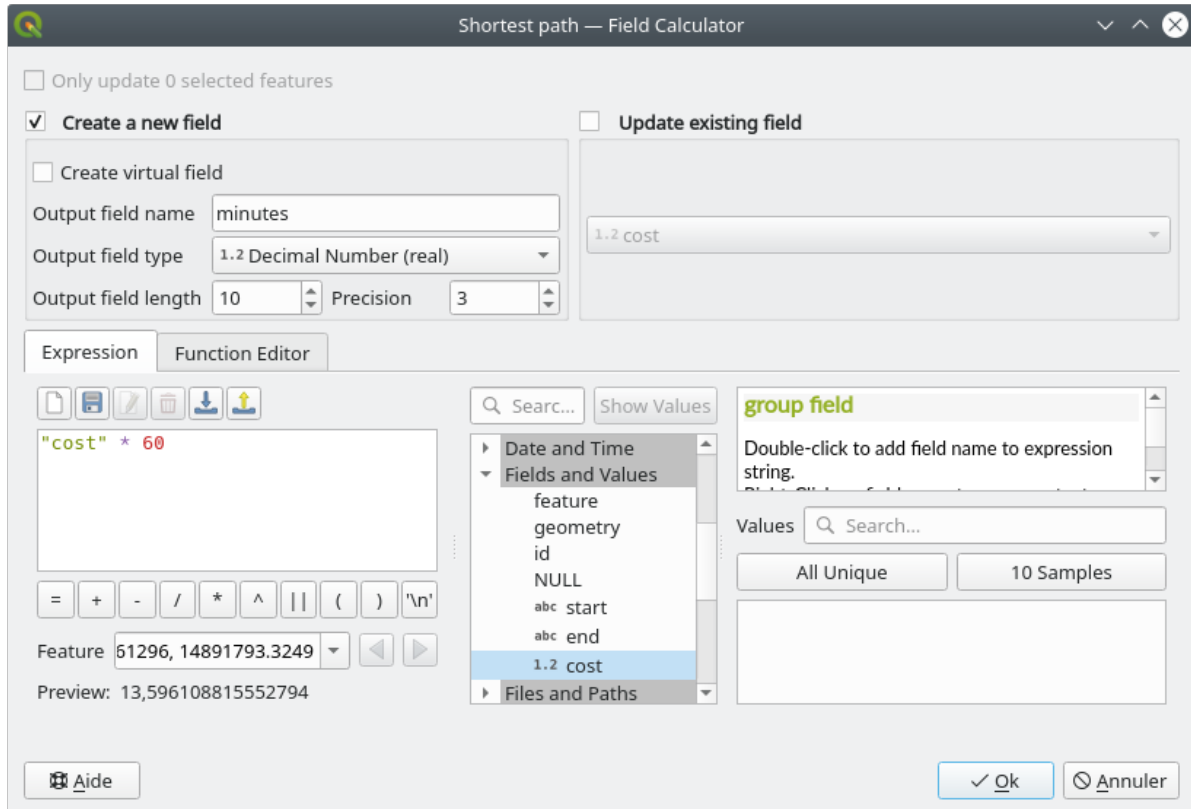 Shortest path — Field Calculator
Only update 0 selected features
Create a new field
Update existing field
Create virtual field
Output field name minutes
1.2 cost
Output field type 1.2 Decimal Number (real)
Output field length 10 Precision 3
Expression Function Editor
Searc... Show Values
group field
"cost" * 60
Date and Time
Double-click to add field name to expression
string.
Fields and Values
feature
geometry
id
NULL
abc start
abc end
1.2 cost
Files and Paths
Values Search...
All Unique 10 Samples
= + - / * ^ || ( ) '\n'
Feature 61296, 14891793.3249
Preview: 13,596108815552794
Aide
Ok
Annuler